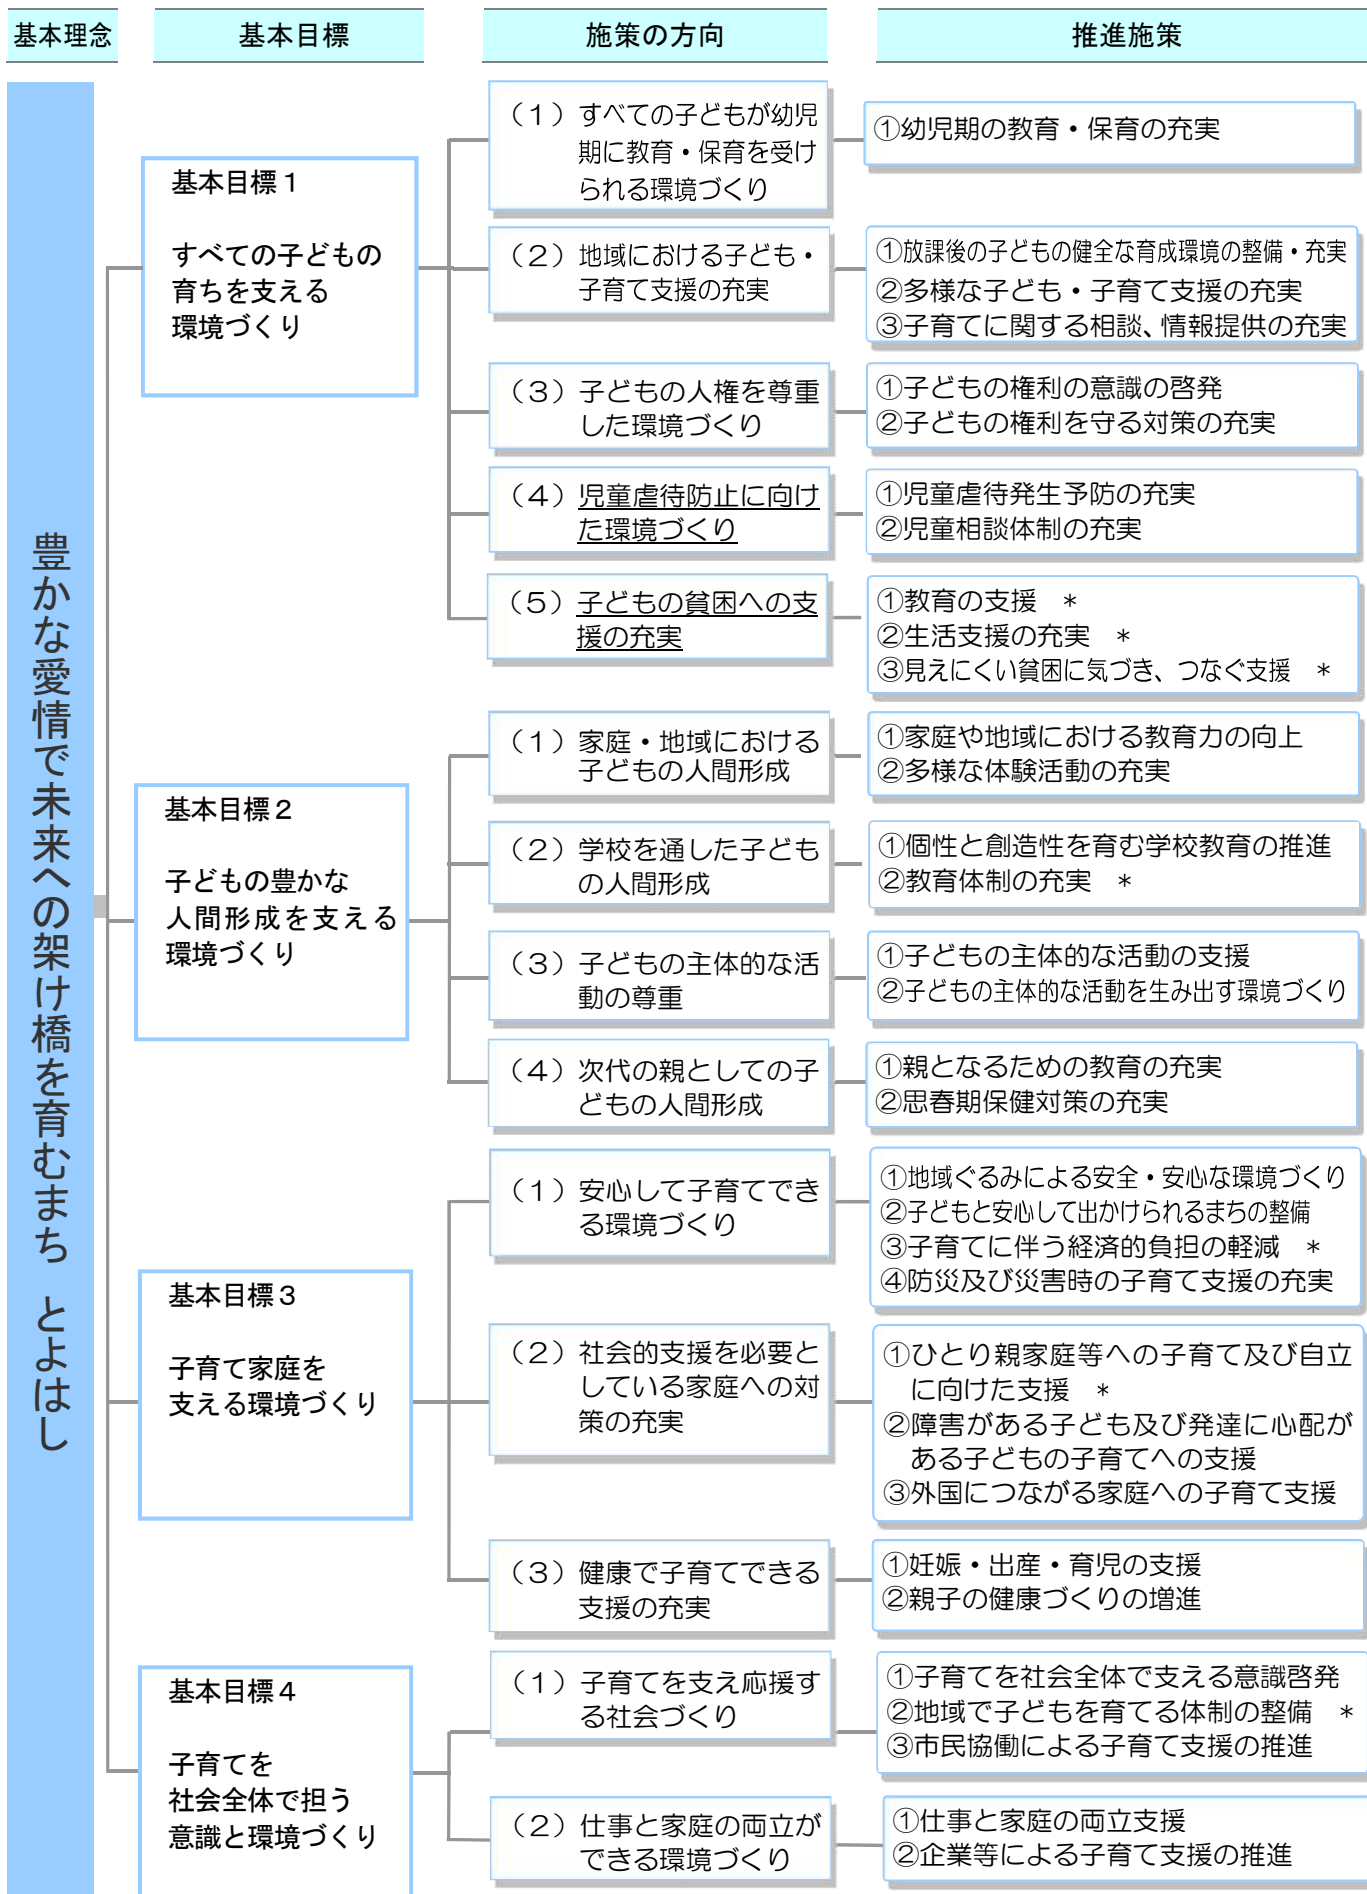 基本理念
基本目標
施策の方向
推進施策
豊かな愛情で未来への架け橋を育むまち　とよはし
基本目標１
すべての子どもの
育ちを支える
環境づくり
（１）すべての子どもが幼児
期に教育・保育を受け
られる環境づくり
①幼児期の教育・保育の充実
（２）地域における子ども・
子育て支援の充実
①放課後の子どもの健全な育成環境の整備・充実
②多様な子ども・子育て支援の充実
③子育てに関する相談、情報提供の充実
（３）子どもの人権を尊重
した環境づくり
①子どもの権利の意識の啓発
②子どもの権利を守る対策の充実
（４）児童虐待防止に向け
た環境づくり
①児童虐待発生予防の充実
②児童相談体制の充実
（５）子どもの貧困への支
援の充実
①教育の支援　＊
②生活支援の充実　＊
③見えにくい貧困に気づき、つなぐ支援　＊
基本目標２
子どもの豊かな
人間形成を支える
環境づくり
（１）家庭・地域における
子どもの人間形成
①家庭や地域における教育力の向上
②多様な体験活動の充実
（２）学校を通した子ども
の人間形成
①個性と創造性を育む学校教育の推進
②教育体制の充実　＊
（３）子どもの主体的な活
動の尊重
①子どもの主体的な活動の支援
②子どもの主体的な活動を生み出す環境づくり
（４）次代の親としての子
どもの人間形成
①親となるための教育の充実
②思春期保健対策の充実
基本目標３
子育て家庭を
支える環境づくり
（１）安心して子育てでき
る環境づくり
①地域ぐるみによる安全・安心な環境づくり
②子どもと安心して出かけられるまちの整備
③子育てに伴う経済的負担の軽減　＊
④防災及び災害時の子育て支援の充実
（２）社会的支援を必要と
している家庭への対
策の充実
①ひとり親家庭等への子育て及び自立
に向けた支援　＊
②障害がある子ども及び発達に心配が
ある子どもの子育てへの支援
③外国につながる家庭への子育て支援
（３）健康で子育てできる
支援の充実
①妊娠・出産・育児の支援
②親子の健康づくりの増進
基本目標４
子育てを
社会全体で担う
意識と環境づくり
（１）子育てを支え応援す
る社会づくり
①子育てを社会全体で支える意識啓発
②地域で子どもを育てる体制の整備　＊
③市民協働による子育て支援の推進
（２）仕事と家庭の両立が
できる環境づくり
①仕事と家庭の両立支援
②企業等による子育て支援の推進